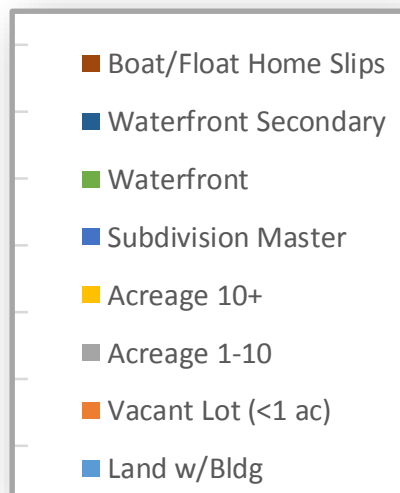 Boat/Float Home Slips
Waterfront Secondary
Waterfront
Subdivision Master
Acreage 10+
Acreage 1-10
Vacant Lot (<1 ac)
Land w/Bldg